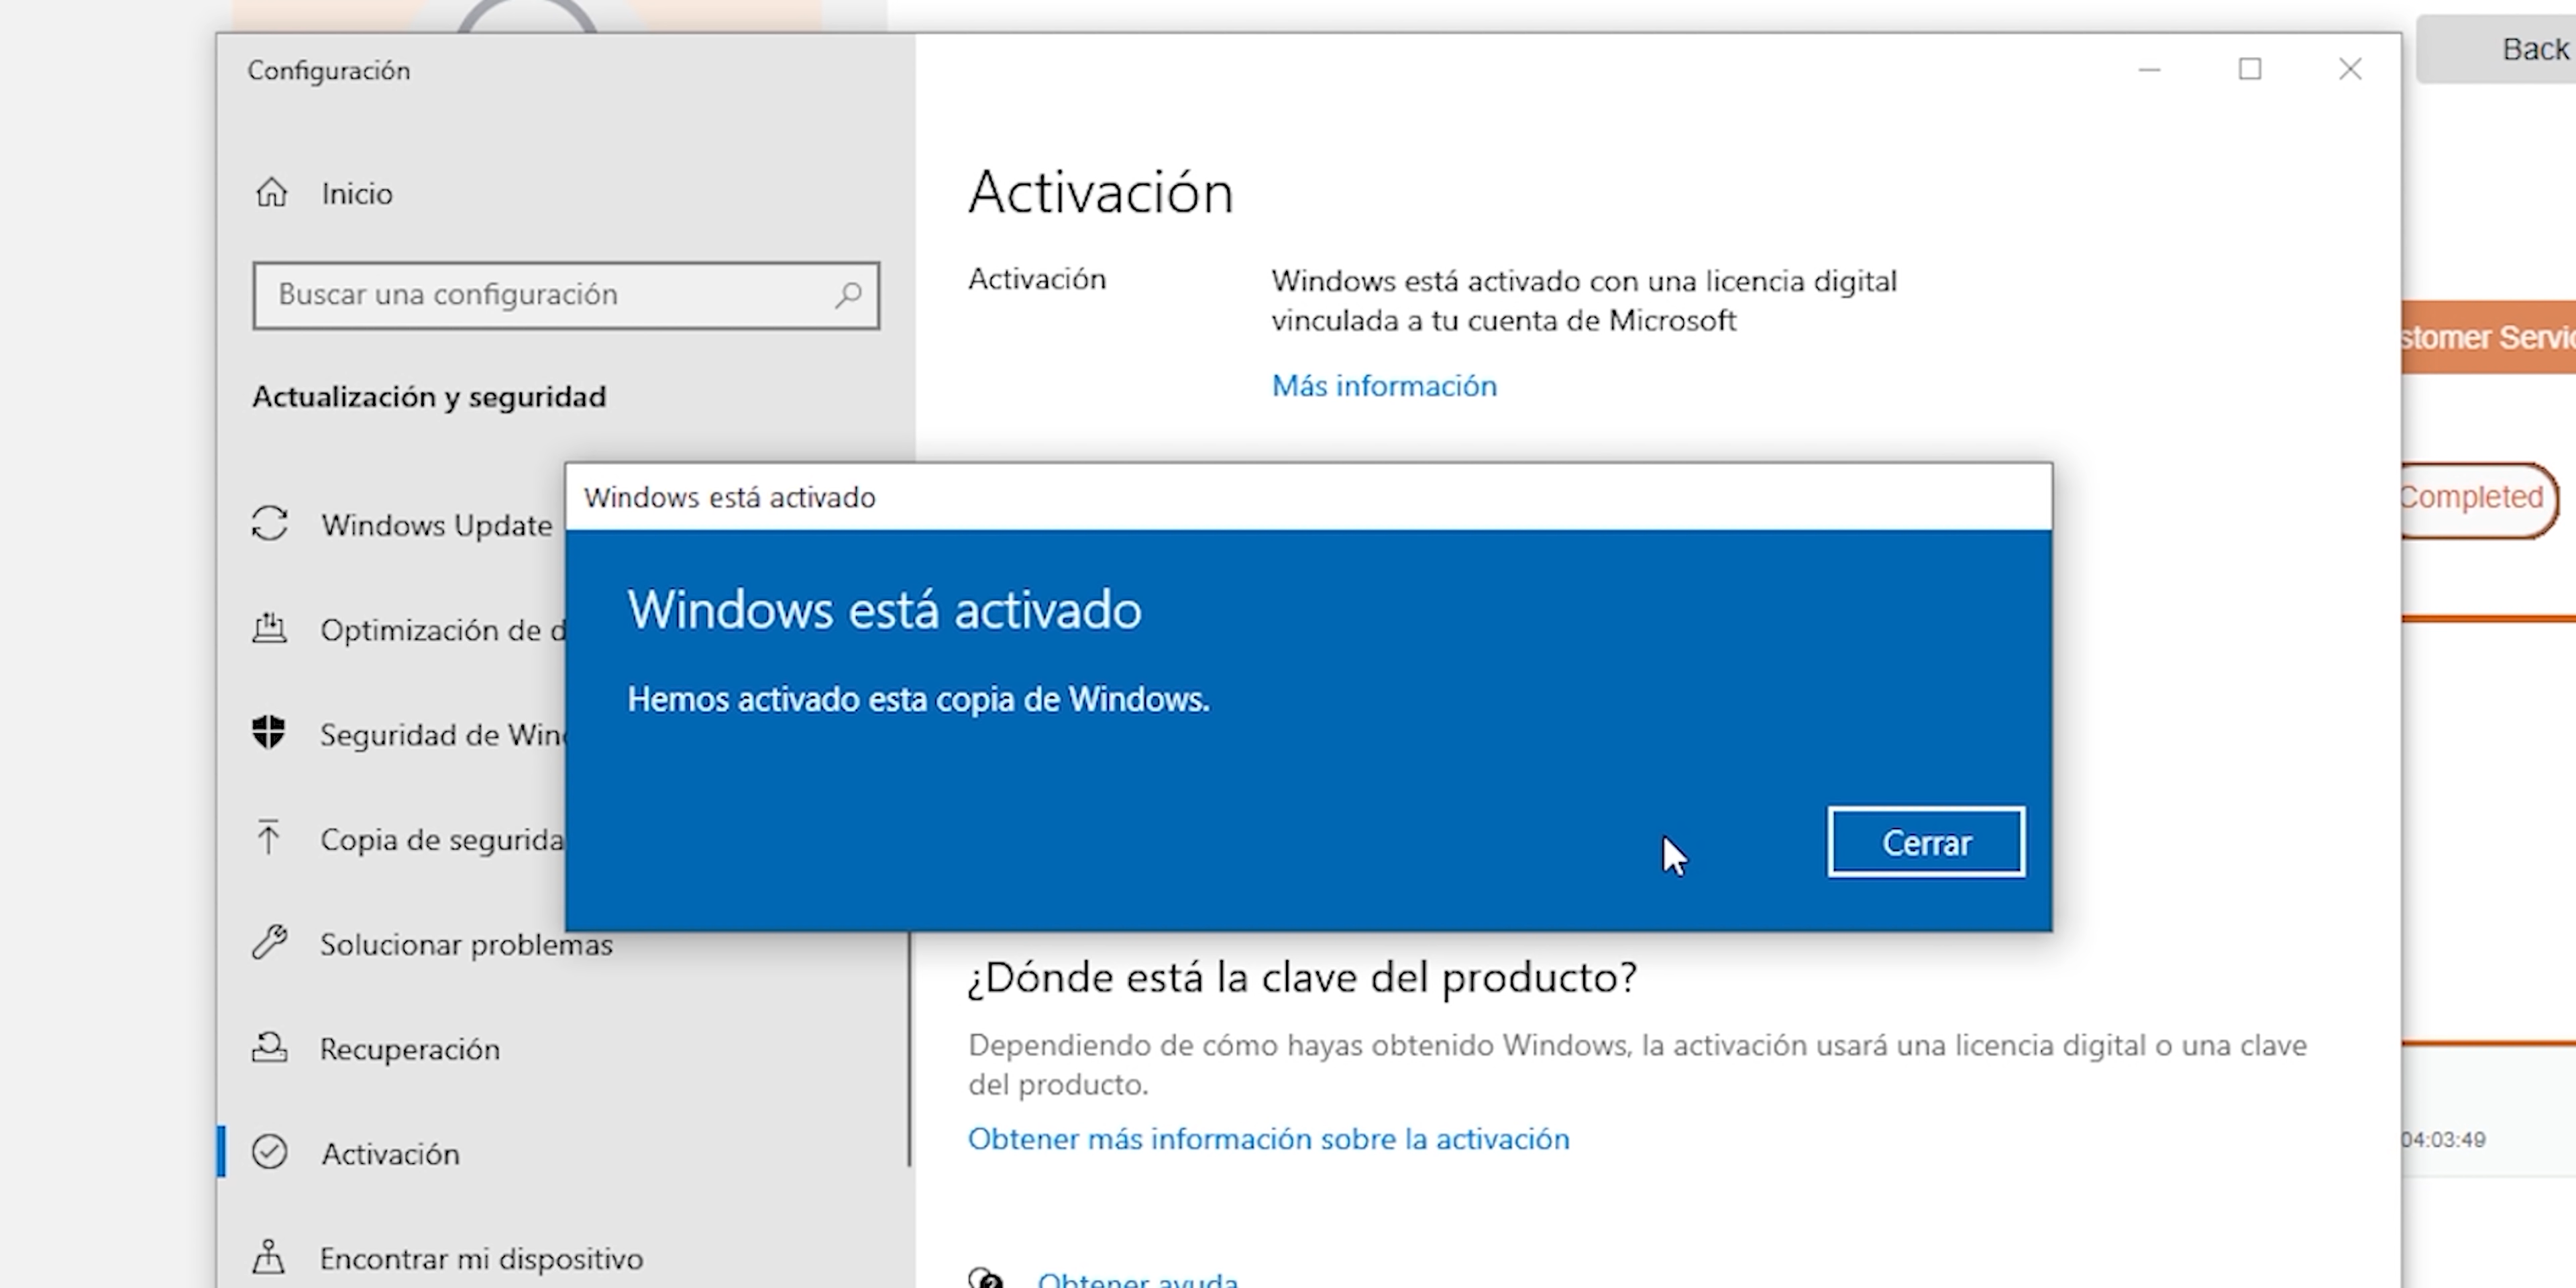 Configuración
Back
Inicio
Buscar una configuración
Actualización y seguridad
Windows Update
Optimización de d
Seguridad de Win
Copia de segurida
Solucionar problemas
Recuperación
Activación
Encontrar mi dispositivo
Activación
Activación
Windows está activado con una licencia digital
vinculada a tu cuenta de Microsoft
Más información
Windows está activado
Windows está activado
Hemos activado esta copia de Windows.
Cerrar
¿Dónde está la clave del producto?
Dependiendo de cómo hayas obtenido Windows, la activación usará una licencia digital o una clave
del producto.
Obtener más información sobre la activación
Obtener ayuda
stomer Servic
Completed
04:03:49